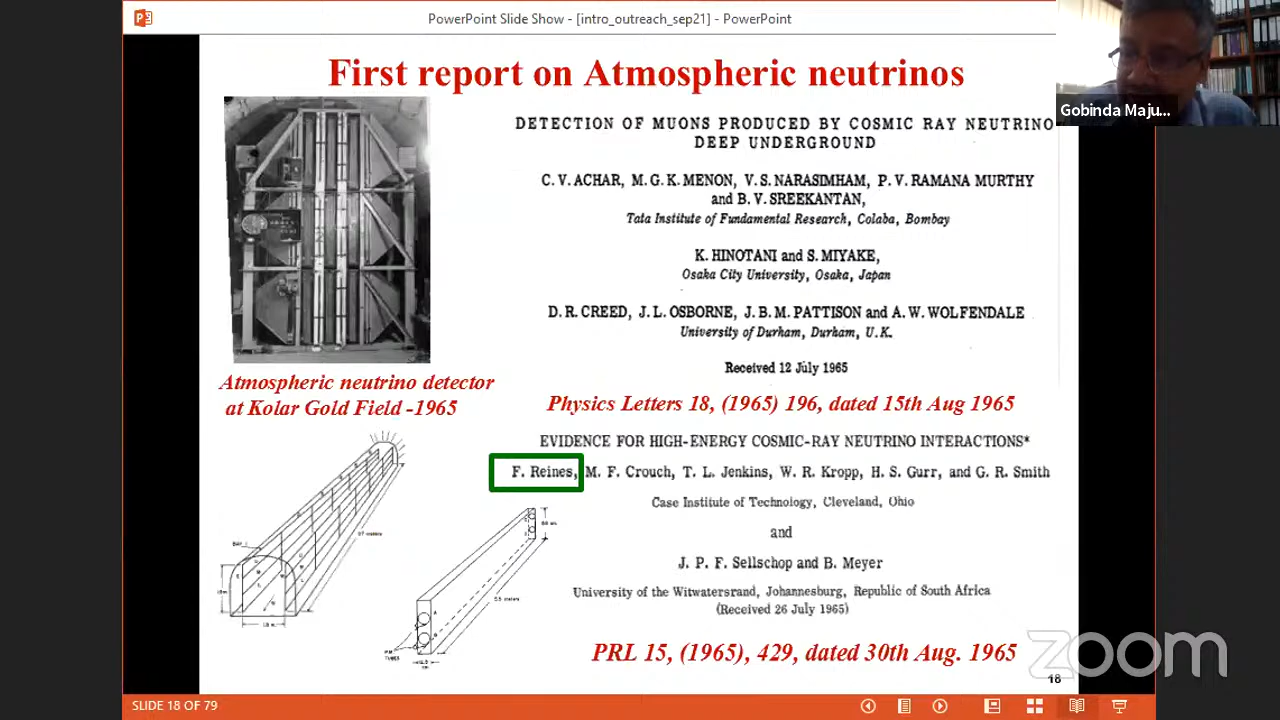 PowerPoint Slide Show - [intro_outreach_sep21] - PowerPoint
Gobinda Maju...
First report on Atmospheric neutrinos
DETECTION OF MUONS PRODUCED BY COSMIC RAY NEUTRINO
DEEP UNDERGROUND
C. V. ACHAR, M. G. K. MENON, V. S. NARASIMHAM, P. V. RAMANA MURTHY
and B. V. SREEKANTAN,
Tata Institute of Fundamental Research, Colaba, Bombay
K. HINOTANI and S. MIYAKE,
Osaka City University, Osaka, Japan
D. R. CREED, J. L. OSBORNE, J. B. M. PATTISON and A. W. WOLFENDALE
University of Durham, Durham, U.K.
Received 12 July 1965
Physics Letters 18, (1965) 196, dated 15th Aug 1965
Atmospheric neutrino detector
at Kolar Gold Field -1965
EVIDENCE FOR HIGH-ENERGY COSMIC-RAY NEUTRINO INTERACTIONS*
F. Reines, M. F. Crouch, T. L. Jenkins, W. R. Kropp, H. S. Gurr, and G. R. Smith
Case Institute of Technology, Cleveland, Ohio
and
J. P. F. Sellschop and B. Meyer
University of the Witwatersrand, Johannesburg, Republic of South Africa
(Received 26 July 1965)
PRL 15, (1965), 429, dated 30th Aug. 1965
zoom
18
SLIDE 18 OF 79